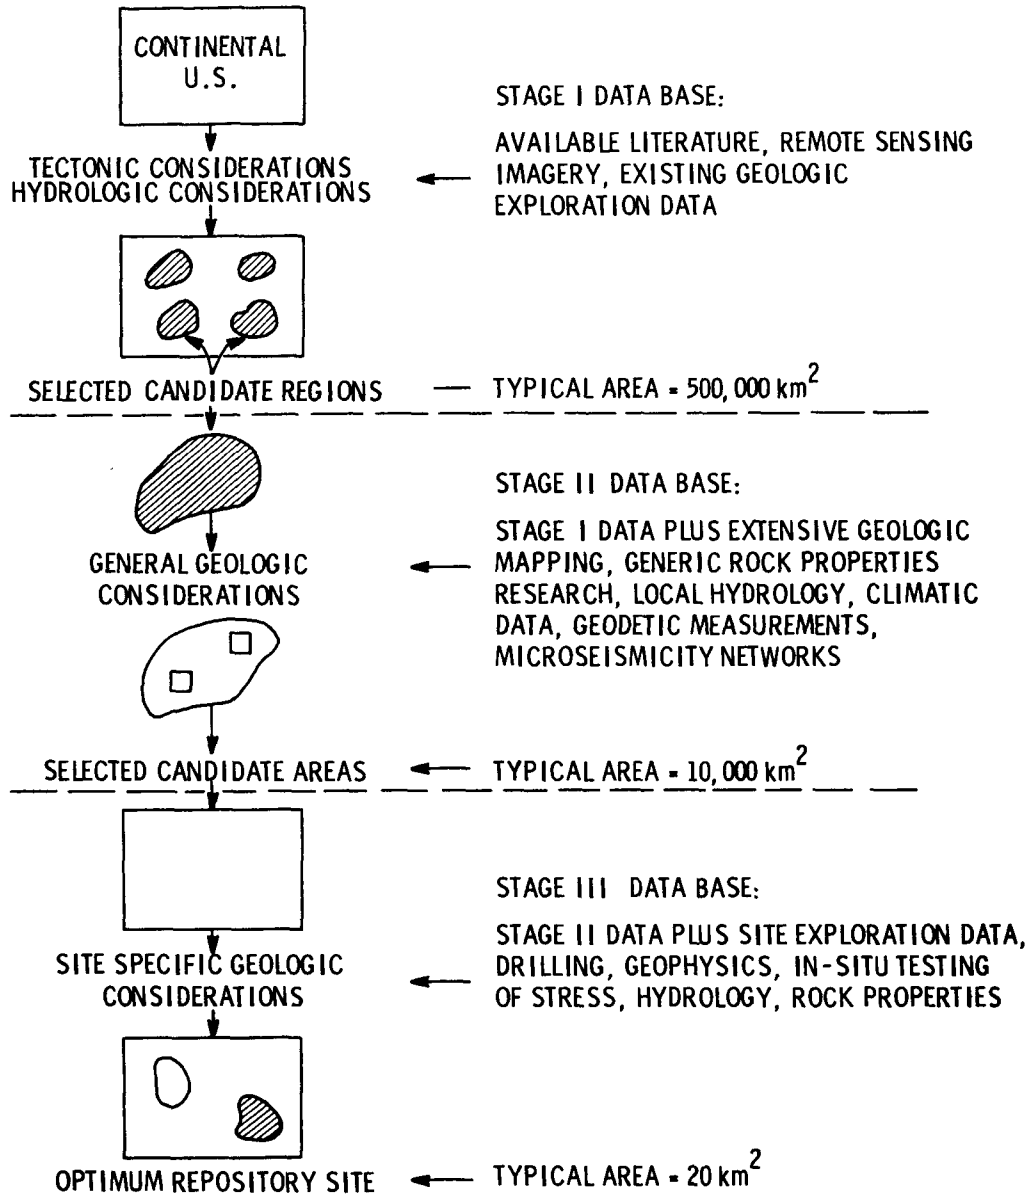 CONTINENTAL
U.S.
STAGE I DATA BASE:
TECTONIC CONSIDERATIONS
HYDROLOGIC CONSIDERATIONS
AVAILABLE LITERATURE, REMOTE SENSING
IMAGERY, EXISTING GEOLOGIC
EXPLORATION DATA
SELECTED CANDIDATE REGIONS
TYPICAL AREA = 500,000 km²
STAGE II DATA BASE:
GENERAL GEOLOGIC
CONSIDERATIONS
STAGE I DATA PLUS EXTENSIVE GEOLOGIC
MAPPING, GENERIC ROCK PROPERTIES
RESEARCH, LOCAL HYDROLOGY, CLIMATIC
DATA, GEODETIC MEASUREMENTS,
MICROSEISMICITY NETWORKS
SELECTED CANDIDATE AREAS
TYPICAL AREA = 10,000 km²
STAGE III DATA BASE:
SITE SPECIFIC GEOLOGIC
CONSIDERATIONS
STAGE II DATA PLUS SITE EXPLORATION DATA,
DRILLING, GEOPHYSICS, IN-SITU TESTING
OF STRESS, HYDROLOGY, ROCK PROPERTIES
OPTIMUM REPOSITORY SITE
TYPICAL AREA = 20 km²